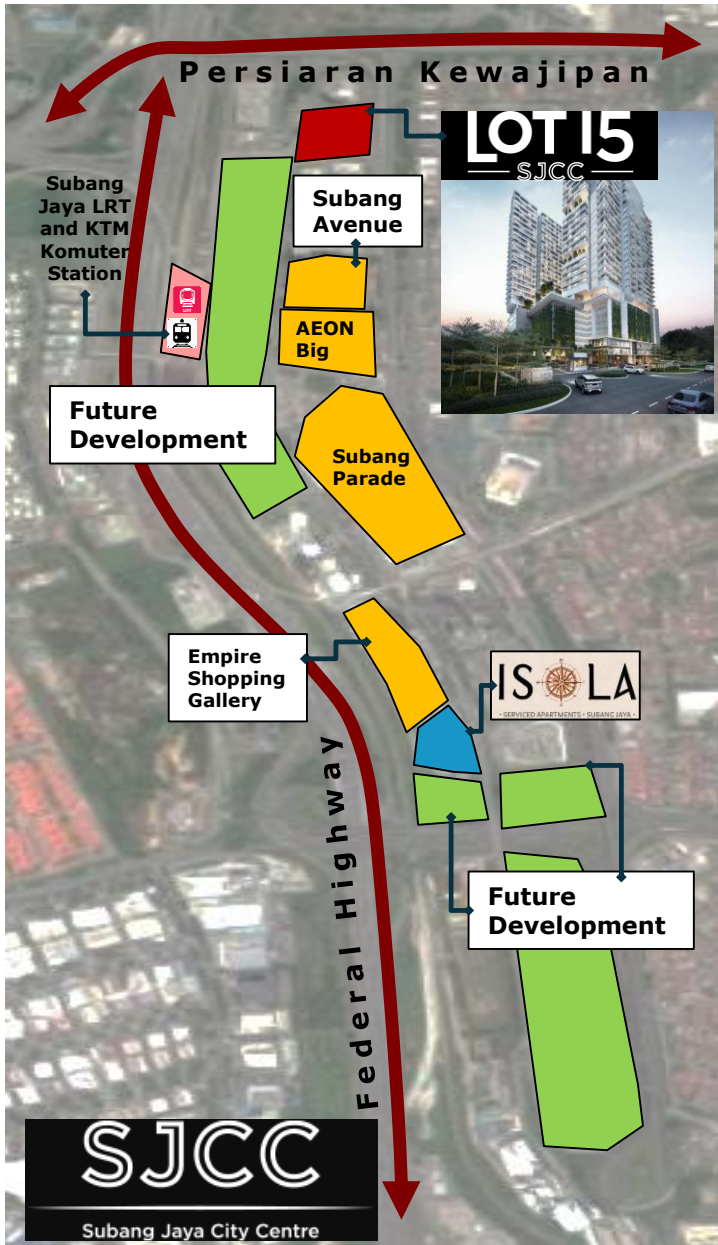 Persiaran Kewajipan
LOT 15
SJCC
Subang
Jaya LRT
and KTM
Komuter
Station
Subang
Avenue
AEON
Big
Future
Development
Subang
Parade
Empire
Shopping
Gallery
ISOLA
• SERVICED APARTMENTS • SUBANG JAYA •
Federal Highway
Future
Development
SJCC
Subang Jaya City Centre